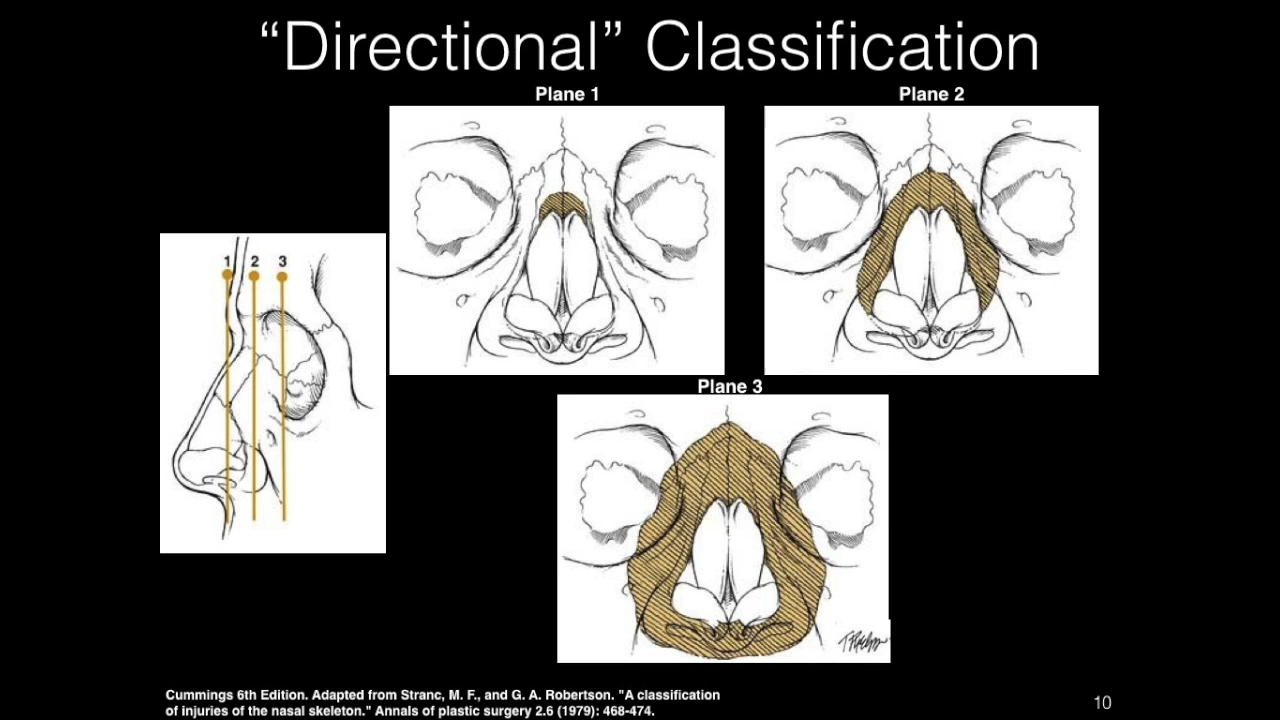 “Directional” Classification
Plane 1
Plane 2
1 2 3
Plane 3
Cummings 6th Edition. Adapted from Stranc, M. F., and G. A. Robertson. "A classification
of injuries of the nasal skeleton." Annals of plastic surgery 2.6 (1979): 468-474.
10